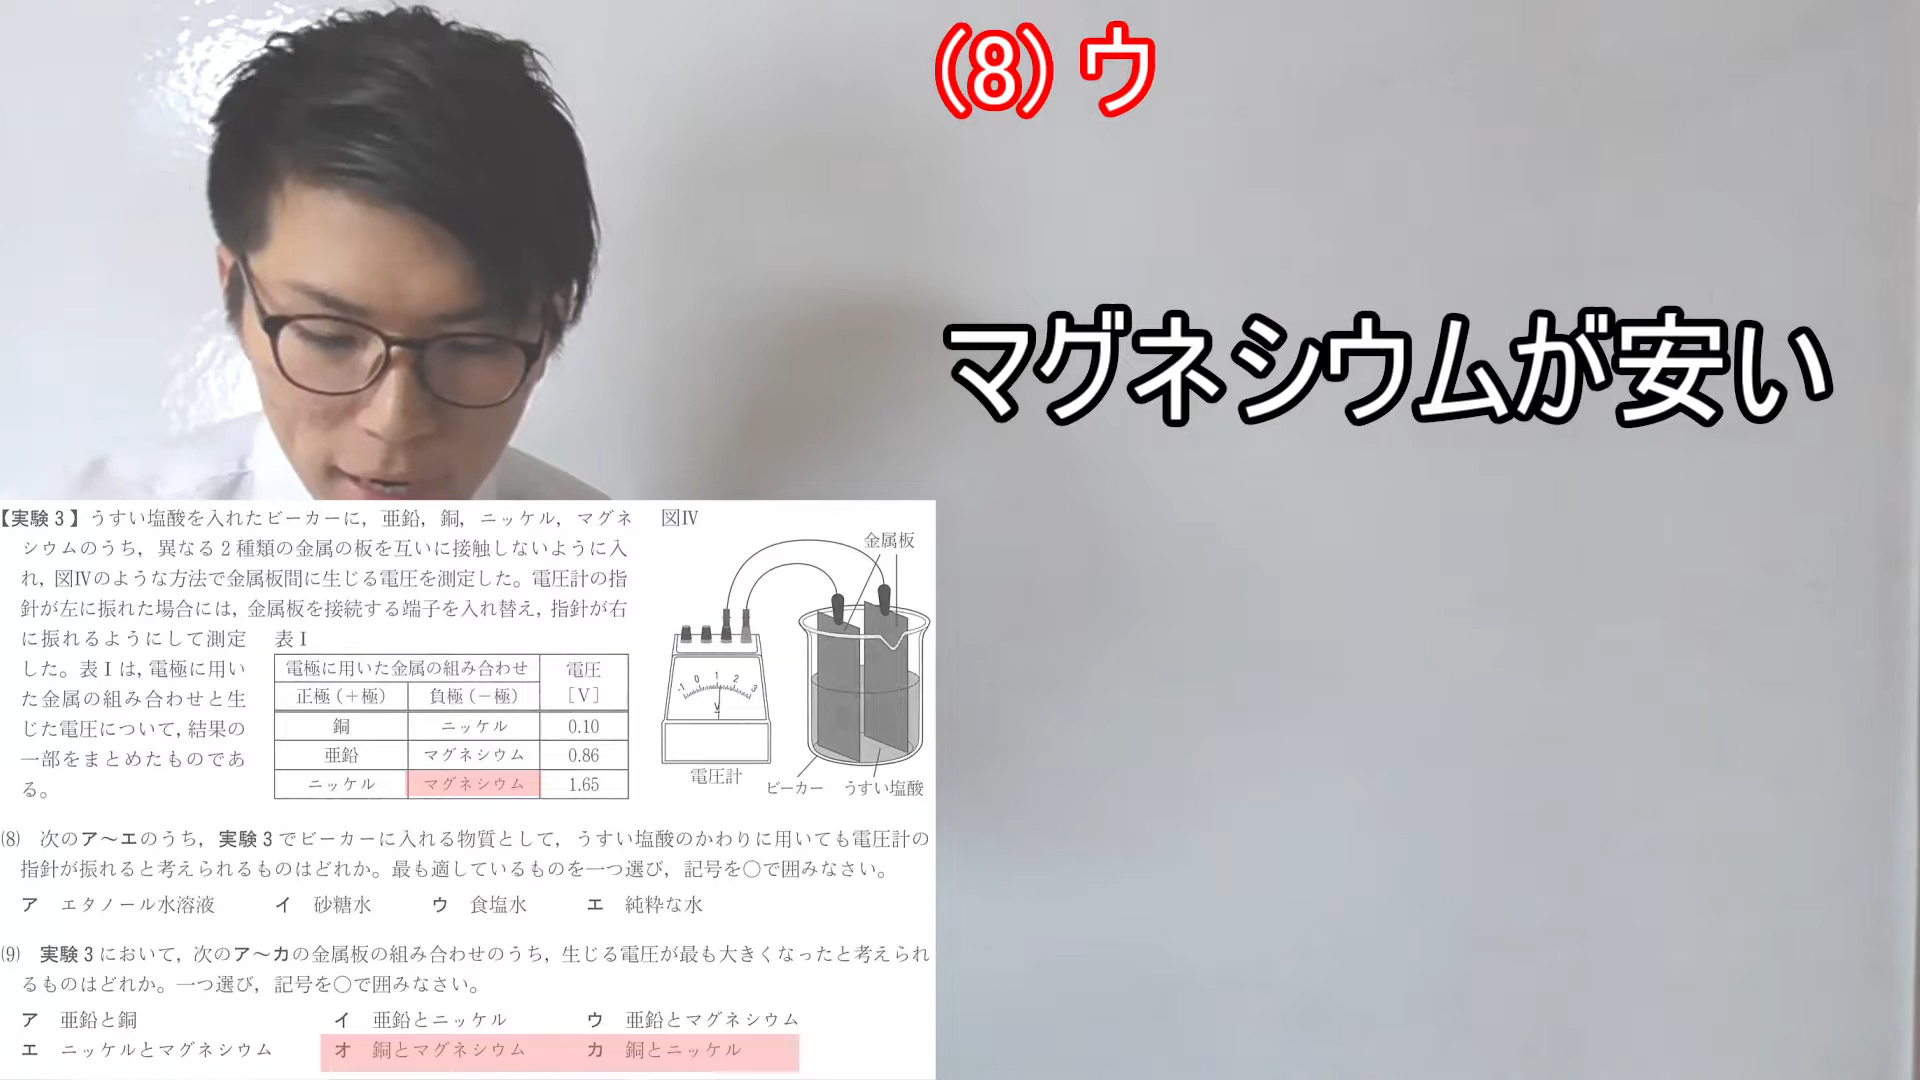 (8) ウ
マグネシウムが安い
【実験3】うすい塩酸を入れたビーカーに，亜鉛，銅，ニッケル，マグネ
シウムのうち，異なる2種類の金属の板を互いに接触しないように入
れ，図Ⅳのような方法で金属板間に生じる電圧を測定した。電圧計の指
針が左に振れた場合には，金属板を接続する端子を入れ替え，指針が右
に振れるようにして測定
した。表Ⅰは，電極に用い
た金属の組み合わせと生
じた電圧について，結果の
一部をまとめたものであ
る。
表Ⅰ
電極に用いた金属の組み合わせ 電圧
正極（＋極） 負極（－極） ［V］
銅 ニッケル 0.10
亜鉛 マグネシウム 0.86
ニッケル マグネシウム 1.65
図Ⅳ
金属板
-1 0 1 2 3
V
電圧計
ビーカー うすい塩酸
(8) 次のア～エのうち，実験3でビーカーに入れる物質として，うすい塩酸のかわりに用いても電圧計の
指針が振れると考えられるものはどれか。最も適しているものを一つ選び，記号を○で囲みなさい。
ア エタノール水溶液 イ 砂糖水 ウ 食塩水 エ 純粋な水
(9) 実験3において，次のア～カの金属板の組み合わせのうち，生じる電圧が最も大きくなったと考えられ
るものはどれか。一つ選び，記号を○で囲みなさい。
ア 亜鉛と銅 イ 亜鉛とニッケル ウ 亜鉛とマグネシウム
エ ニッケルとマグネシウム オ 銅とマグネシウム カ 銅とニッケル